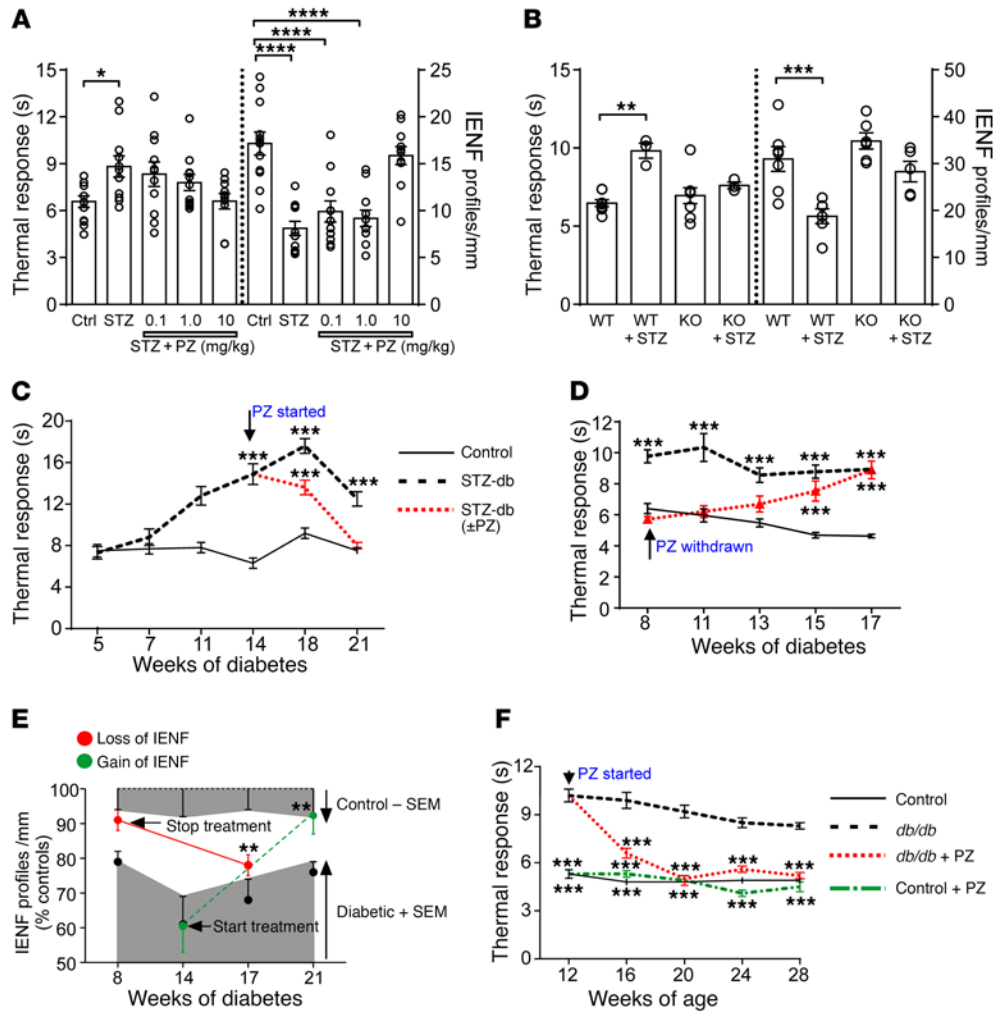 A
****
****
****
*
Thermal response (s)
15
12
9
6
3
0
25
20
15
10
5
0
IENF profiles/mm
Ctrl STZ 0.1 1.0 10 Ctrl STZ 0.1 1.0 10
STZ + PZ (mg/kg) STZ + PZ (mg/kg)
B
**
***
Thermal response (s)
15
10
5
0
50
40
30
20
10
0
IENF profiles/mm
WT WT + STZ KO KO + STZ WT WT + STZ KO KO + STZ
C
Thermal response (s)
20
16
12
8
4
0
PZ started
***
***
***
***
5 7 11 14 18 21
Weeks of diabetes
Control
STZ-db
STZ-db
(±PZ)
D
Thermal response (s)
12
10
8
6
4
2
0
***
***
***
***
***
***
***
PZ withdrawn
8 11 13 15 17
Weeks of diabetes
E
Loss of IENF
Gain of IENF
IENF profiles /mm
(% controls)
100
90
80
70
60
50
**
**
Stop treatment
Start treatment
Control – SEM
Diabetic + SEM
8 14 17 21
Weeks of diabetes
F
Thermal response (s)
12
9
6
3
0
PZ started
***
***
***
***
***
***
***
***
***
12 16 20 24 28
Weeks of age
Control
db/db
db/db + PZ
Control + PZ